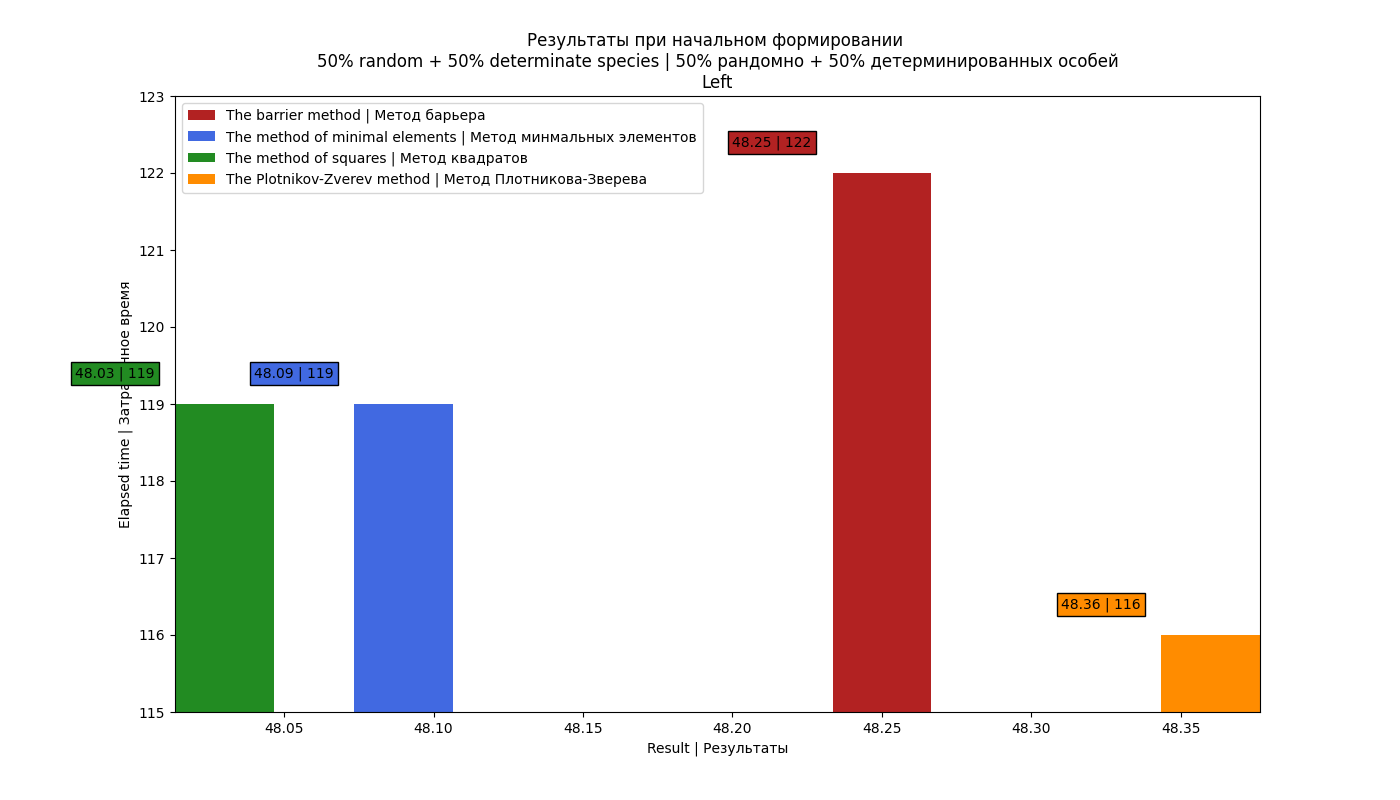 Результаты при начальном формировании
50% random + 50% determinate species | 50% рандомно + 50% детерминированных особей
Left
The barrier method | Метод барьера
The method of minimal elements | Метод минмальных элементов
The method of squares | Метод квадратов
The Plotnikov-Zverev method | Метод Плотникова-Зверева
123
122
121
120
119
118
117
116
115
Elapsed time | Затра нное время
48.03 | 119
48.09 | 119
48.25 | 122
48.36 | 116
48.05
48.10
48.15
48.20
48.25
48.30
48.35
Result | Результаты